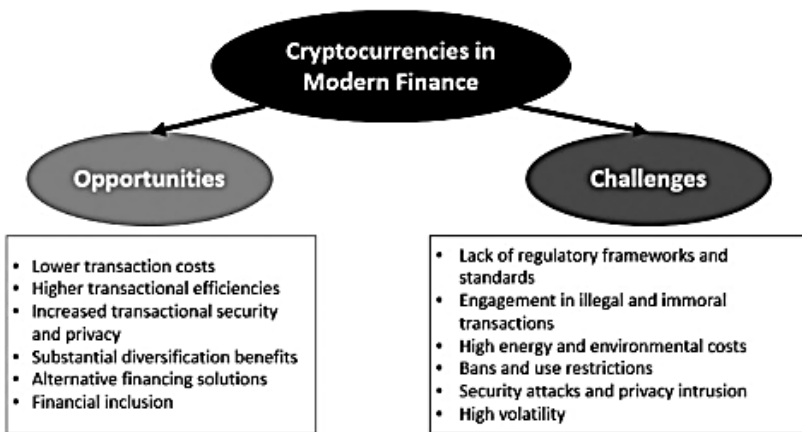 Cryptocurrencies in
Modern Finance
Opportunities
Challenges
• Lower transaction costs
• Higher transactional efficiencies
• Increased transactional security
and privacy
• Substantial diversification benefits
• Alternative financing solutions
• Financial inclusion
• Lack of regulatory frameworks and
standards
• Engagement in illegal and immoral
transactions
• High energy and environmental costs
• Bans and use restrictions
• Security attacks and privacy intrusion
• High volatility